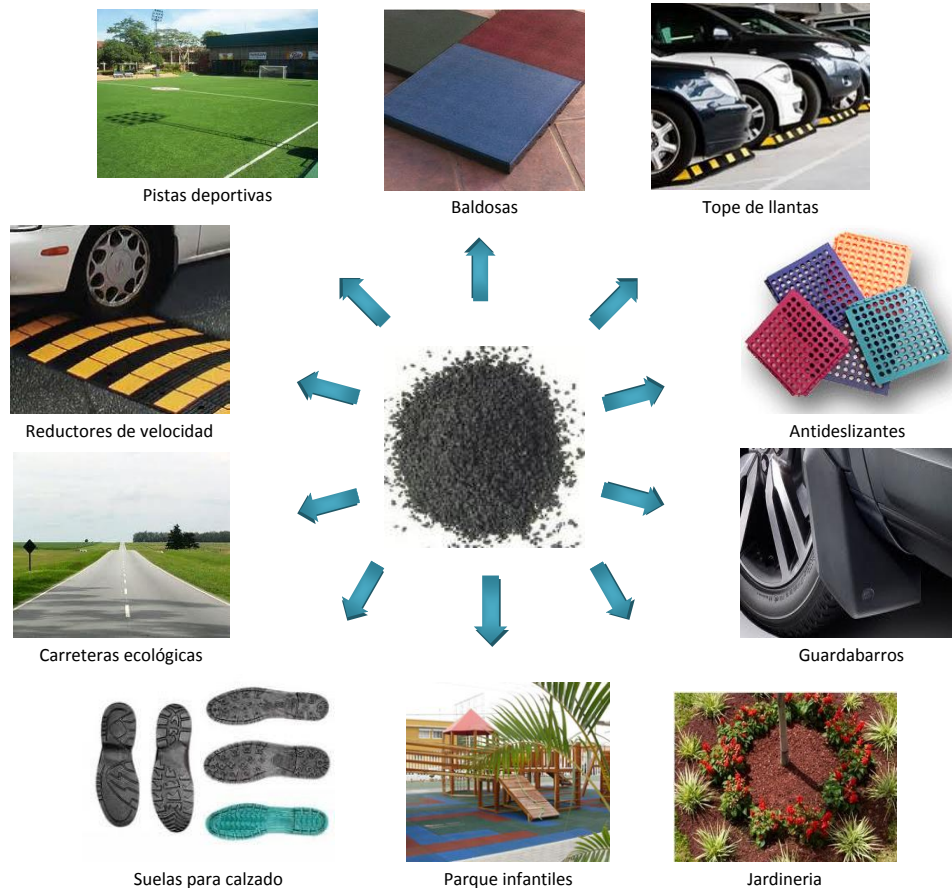 Pistas deportivas
Baldosas
Tope de llantas
Reductores de velocidad
Antideslizantes
Carreteras ecológicas
Guardabarros
Suelas para calzado
Parque infantiles
Jardineria